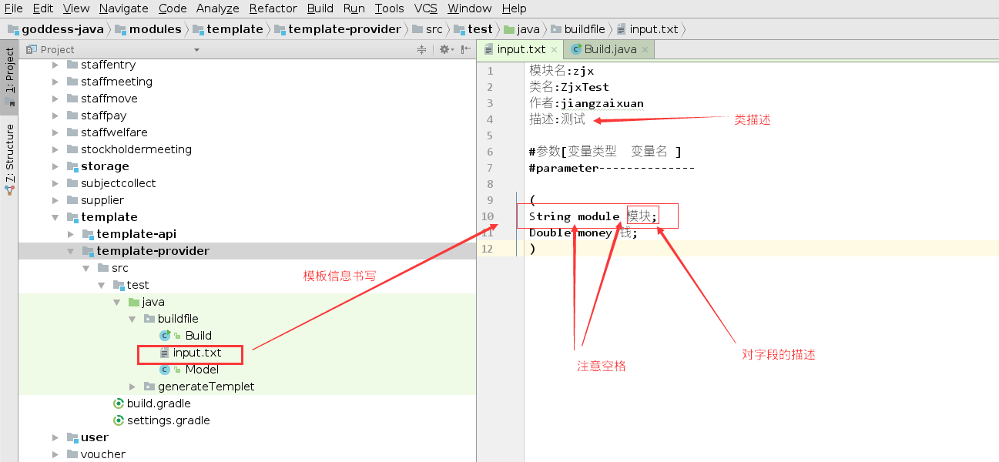 File Edit View Navigate Code Analyze Refactor Build Run Tools VCS Window Help
goddess-java modules template template-provider src test java buildfile input.txt
1: Project
Z: Structure
Project
staffentry
staffmeeting
staffmove
staffpay
staffwelfare
stockholdermeeting
storage
subjectcollect
supplier
template
template-api
template-provider
src
test
java
buildfile
Build
input.txt
Model
generateTemplet
build.gradle
settings.gradle
user
voucher
模板信息书写
input.txt Build.java
1 模块名:zjx
2 类名:ZjxTest
3 作者:jiangzaixuan
4 描述:测试
类描述
5
6 #参数[变量类型  变量名 ]
7 #parameter--------------
8
9 (
10 String module 模块;
11 Double money 钱;
12 )
注意空格
对字段的描述